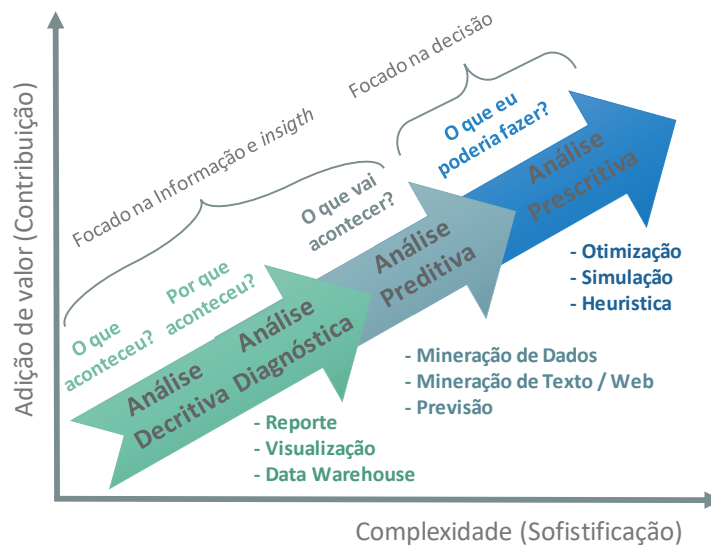 Adição de valor (Contribuição)
Focado na Informação e insigth
Focado na decisão
O que
aconteceu?
Por que
aconteceu?
O que vai
acontecer?
O que eu
poderia fazer?
Análise
Decritiva
Análise
Diagnóstica
Análise
Preditiva
Análise
Prescritiva
- Reporte
- Visualização
- Data Warehouse
- Mineração de Dados
- Mineração de Texto / Web
- Previsão
- Otimização
- Simulação
- Heuristica
Complexidade (Sofistificação)